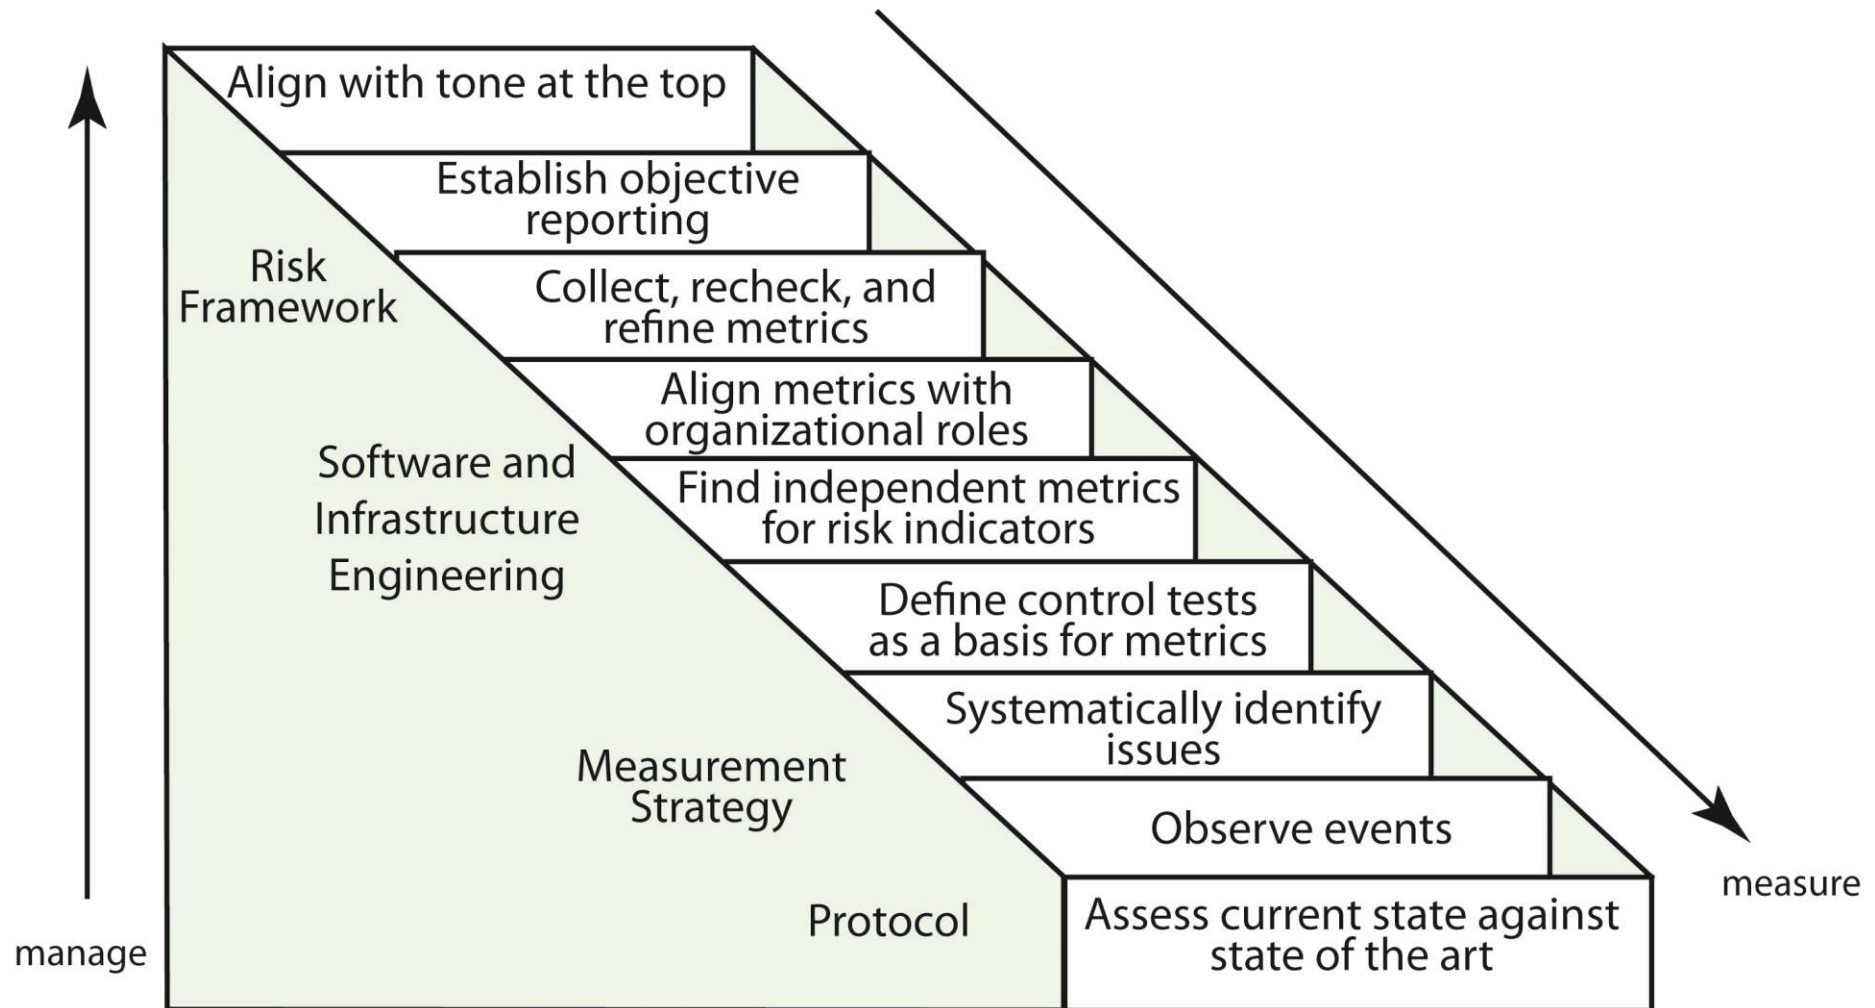 Align with tone at the top
Establish objective
reporting
Risk
Framework
Collect, recheck, and
refine metrics
Align metrics with
organizational roles
Software and
Infrastructure
Engineering
Find independent metrics
for risk indicators
Define control tests
as a basis for metrics
Systematically identify
issues
Measurement
Strategy
Observe events
measure
Protocol
Assess current state against
state of the art
manage